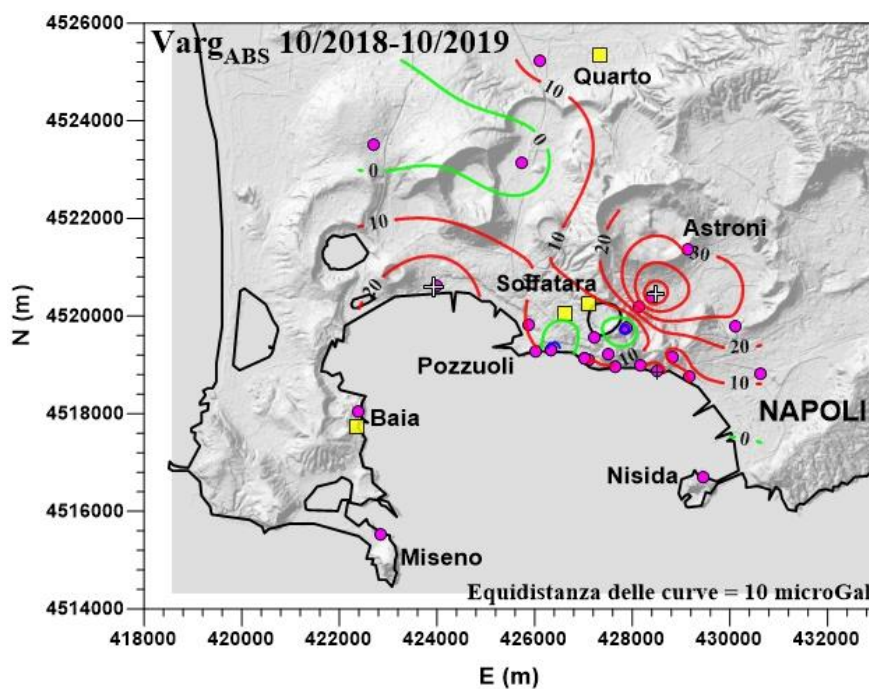 4526000
Varg ABS 10/2018-10/2019
Quarto
10
4524000
0
0
4522000
10
10
20
Astroni
30
20
Solfatara
N (m)
4520000
10
20
Pozzuoli
10
10
4518000
Baia
NAPOLI
0
Nisida
4516000
Miseno
Equidistanza delle curve = 10 microGal
4514000
418000 420000 422000 424000 426000 428000 430000 432000
E (m)